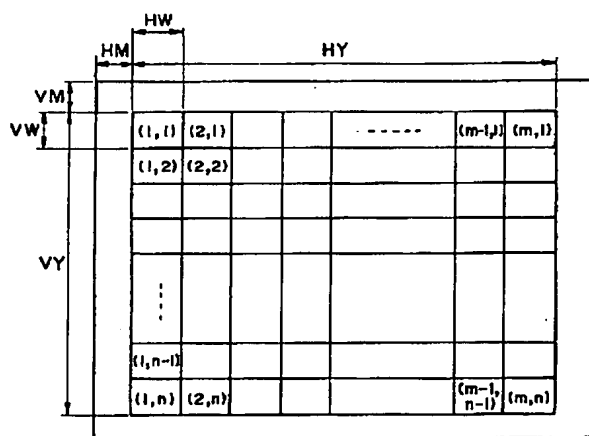 HW
HM HY
VM
VW
(1,1) (2,1) ----- (m-1,1) (m,1)
(1,2) (2,2)
VY
-----
(1,n-1)
(1,n) (2,n) (m-1, n-1) (m,n)